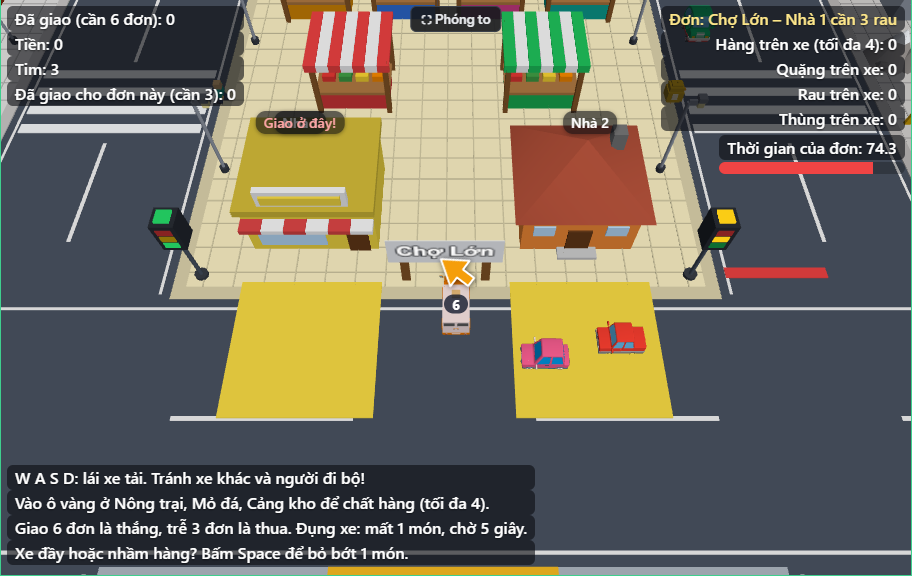 Đã giao (cần 6 đơn): 0
Tiền: 0
Tim: 3
Đã giao cho đơn này (cần 3): 0
Phóng to
Đơn: Chợ Lớn – Nhà 1 cần 3 rau
Hàng trên xe (tối đa 4): 0
Quặng trên xe: 0
Rau trên xe: 0
Thùng trên xe: 0
Thời gian của đơn: 74.3
Giao ở đây!
Nhà 2
Chợ Lớn
6
W A S D: lái xe tải. Tránh xe khác và người đi bộ!
Vào ô vàng ở Nông trại, Mỏ đá, Cảng kho để chất hàng (tối đa 4).
Giao 6 đơn là thắng, trễ 3 đơn là thua. Đụng xe: mất 1 món, chờ 5 giây.
Xe đầy hoặc nhầm hàng? Bấm Space để bỏ bớt 1 món.